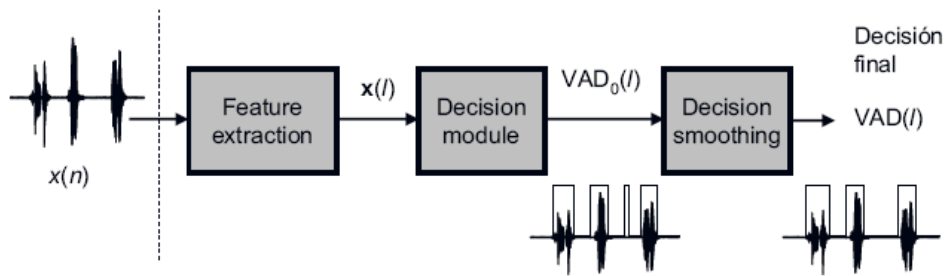 x(n)
Feature
extraction
x(l)
Decision
module
VAD₀(l)
Decision
smoothing
Decisión
final
VAD(l)